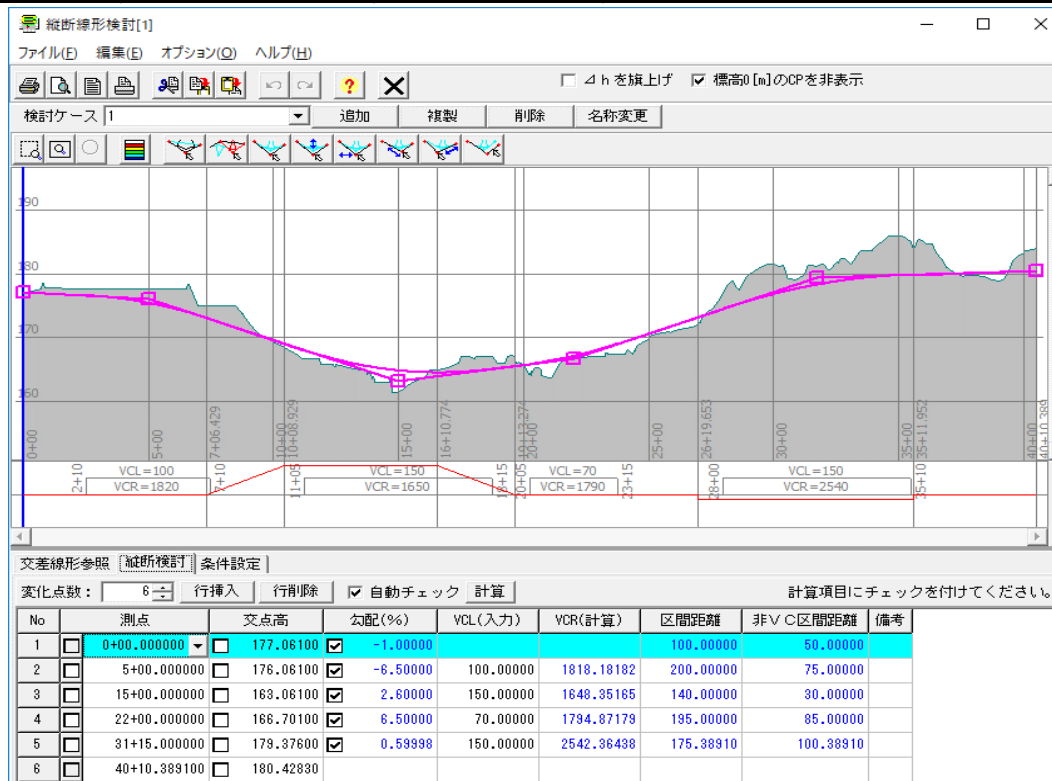 縦断線形検討[1]
ファイル(F) 編集(E) オプション(O) ヘルプ(H)
⊿hを旗上げ 標高0[m]のCPを非表示
検討ケース 1 追加 複製 削除 名称変更
190
180
170
160
0+00 5+00 7+06.429 10+00 10+08.929 15+00 16+10.774 19+13.274 20+00 25+00 26+19.653 30+00 35+00 35+11.952 40+00 40+10.389
2+10 VCL=100 7+10 11+05 VCL=150 18+15 20+05 VCL=70 23+15 28+00 VCL=150 35+10
VCR=1820 VCR=1650 VCR=1790 VCR=2540
交差線形参照 縦断検討 条件設定
変化点数: 6 行挿入 行削除 自動チェック 計算 計算項目にチェックを付けてください。
No 測点 交点高 勾配(%) VCL(入力) VCR(計算) 区間距離 非ＶＣ区間距離 備考
1 0+00.000000 177.06100 -1.00000 100.00000 50.00000
2 5+00.000000 176.06100 -6.50000 100.00000 1818.18182 200.00000 75.00000
3 15+00.000000 163.06100 2.60000 150.00000 1648.35165 140.00000 30.00000
4 22+00.000000 166.70100 6.50000 70.00000 1794.87179 195.00000 85.00000
5 31+15.000000 179.37600 0.59998 150.00000 2542.36438 175.38910 100.38910
6 40+10.389100 180.42830